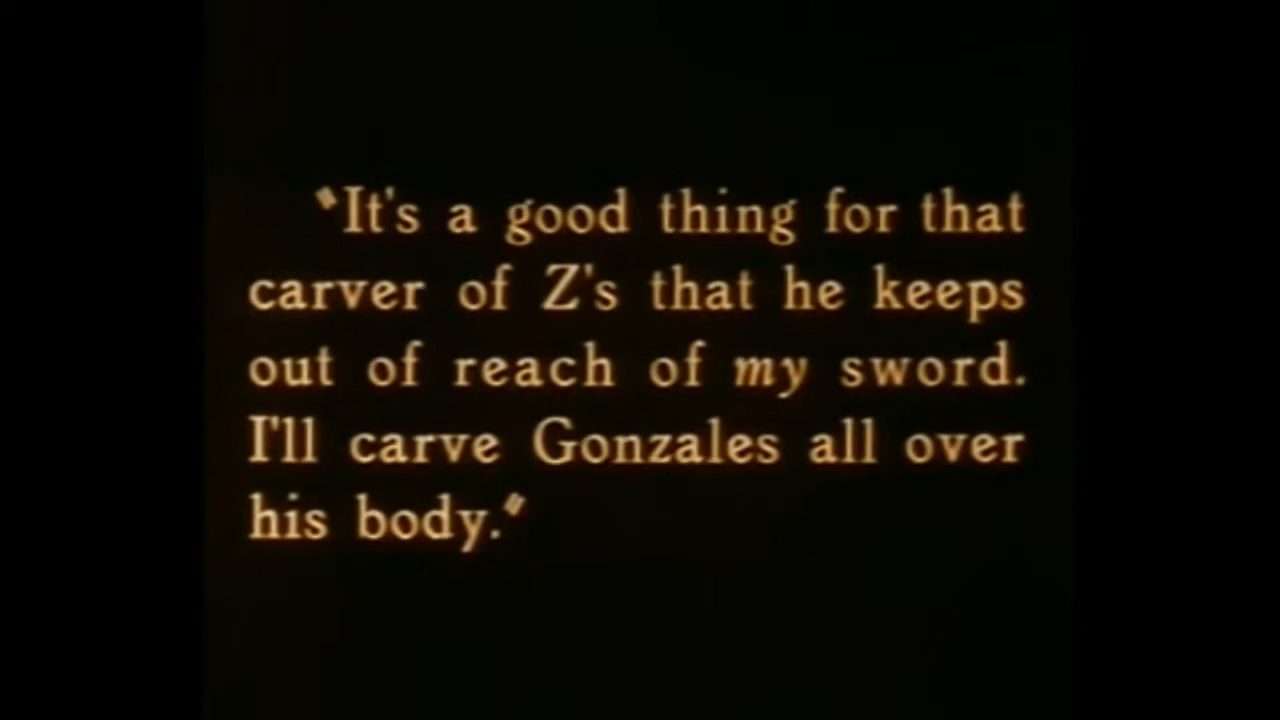 "It's a good thing for that
carver of Z's that he keeps
out of reach of my sword.
I'll carve Gonzales all over
his body."